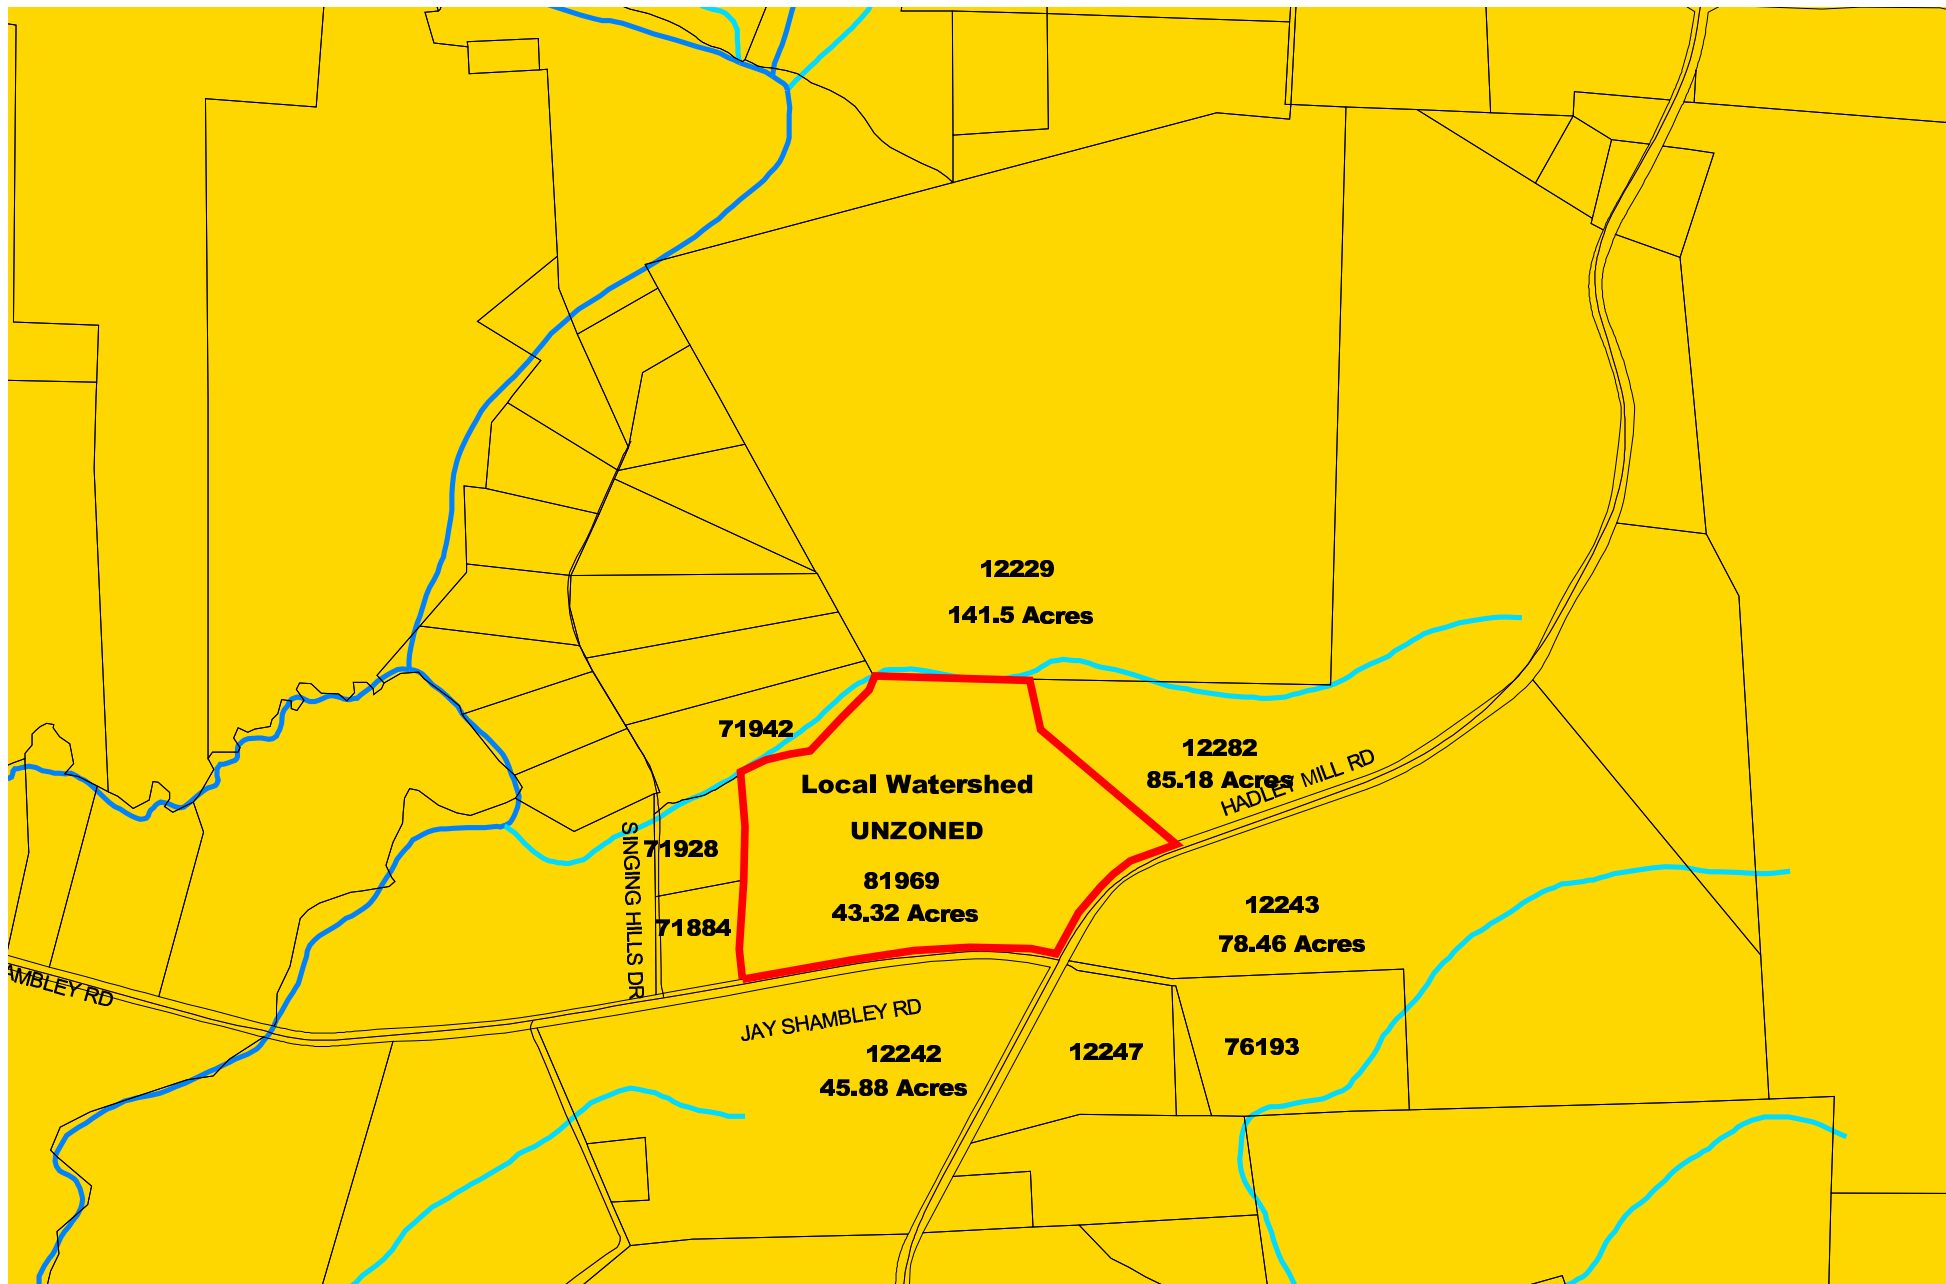 12229
141.5 Acres
71942
12282
85.18 Acres
HADLEY MILL RD
Local Watershed
UNZONED
81969
43.32 Acres
SINGING HILLS DR
71928
71884
12243
78.46 Acres
AMBLEY RD
JAY SHAMBLEY RD
12242
45.88 Acres
12247
76193